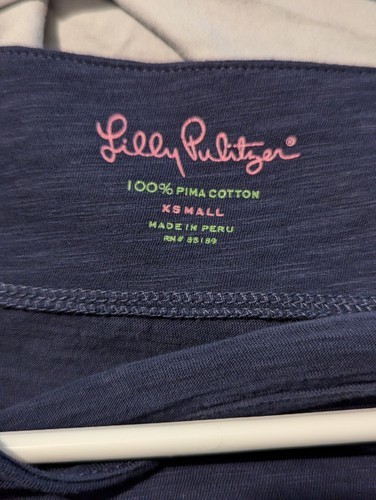 Lilly Pulitzer®
100% PIMA COTTON
XSMALL
MADE IN PERU
RN# 85189